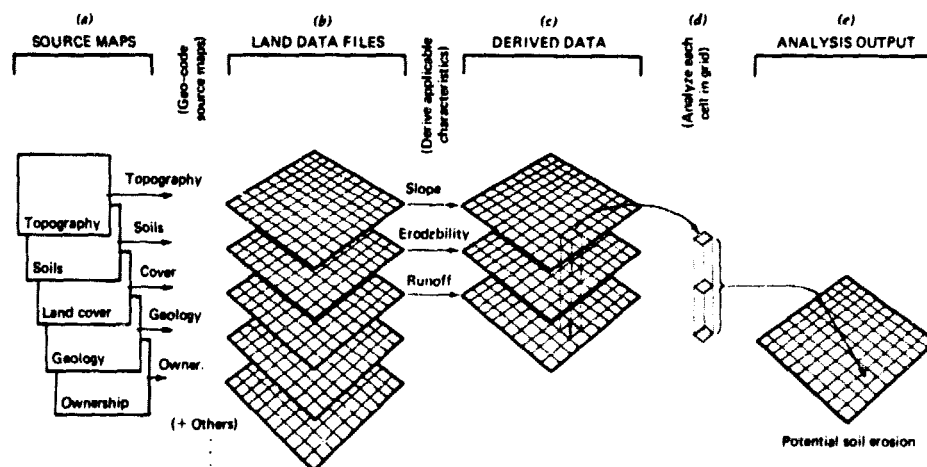 (a)
SOURCE MAPS
(Geo-code
source maps)
(b)
LAND DATA FILES
(Derive applicable
characteristics)
(c)
DERIVED DATA
(d)
(Analyze each
cell in grid)
(e)
ANALYSIS OUTPUT
Topography
Topography
Soils
Soils
Cover
Land cover
Geology
Geology
Owner.
Ownership
(+ Others)
Slope
Erodebility
Runoff
Potential soil erosion